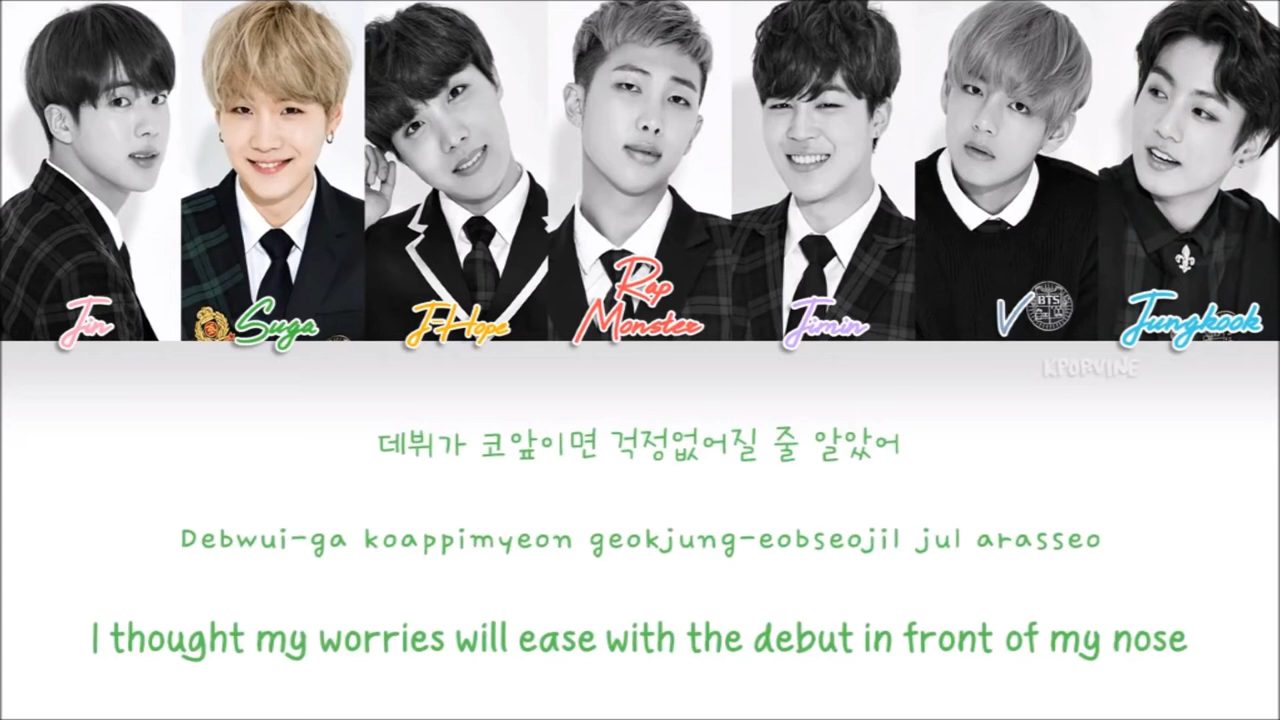 Jin
Suga
J-Hope
Rap
Monster
Jimin
V
BTS
Jungkook
KPOPVINE
데뷔가 코앞이면 걱정없어질 줄 알았어
Debwui-ga koappimyeon geokjung-eobseojil jul arasseo
I thought my worries will ease with the debut in front of my nose